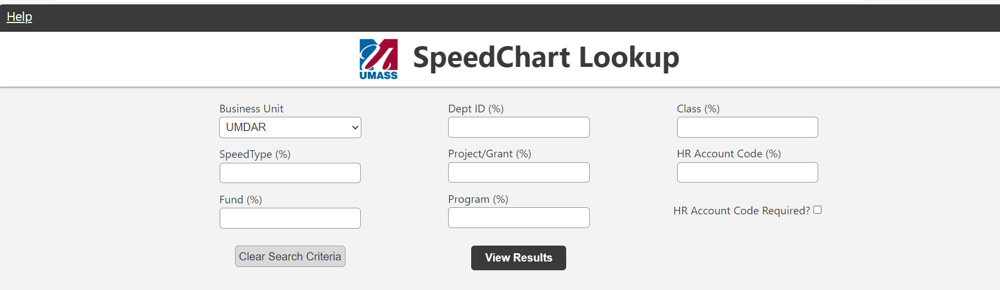 Help
UMASS
SpeedChart Lookup
Business Unit
UMDAR
Dept ID (%)
Class (%)
SpeedType (%)
Project/Grant (%)
HR Account Code (%)
Fund (%)
Program (%)
HR Account Code Required?
Clear Search Criteria
View Results